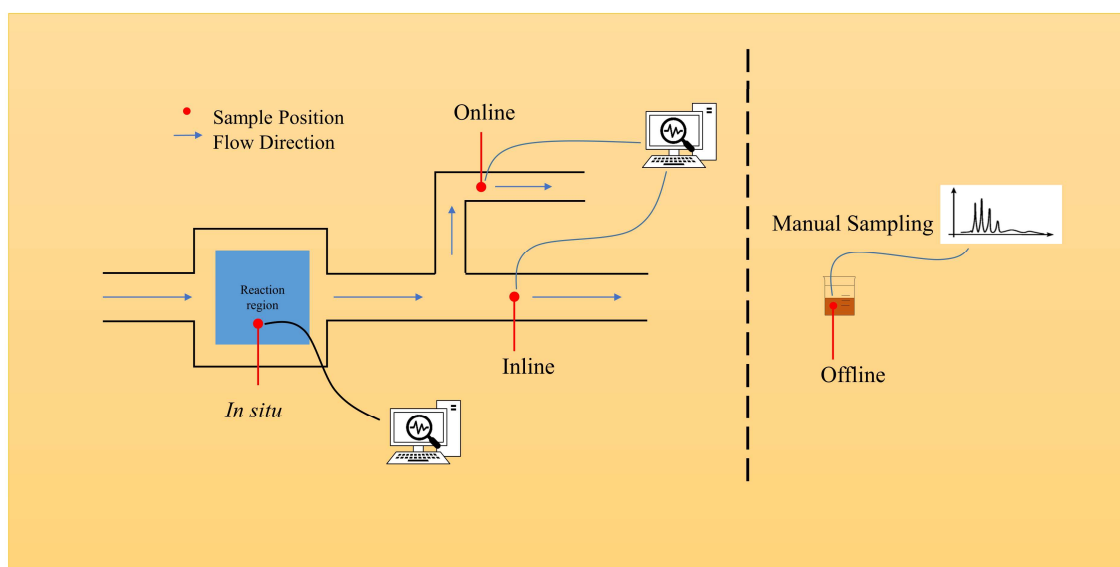 Sample Position
Flow Direction
Online
Reaction
region
Inline
In situ
Manual Sampling
Offline